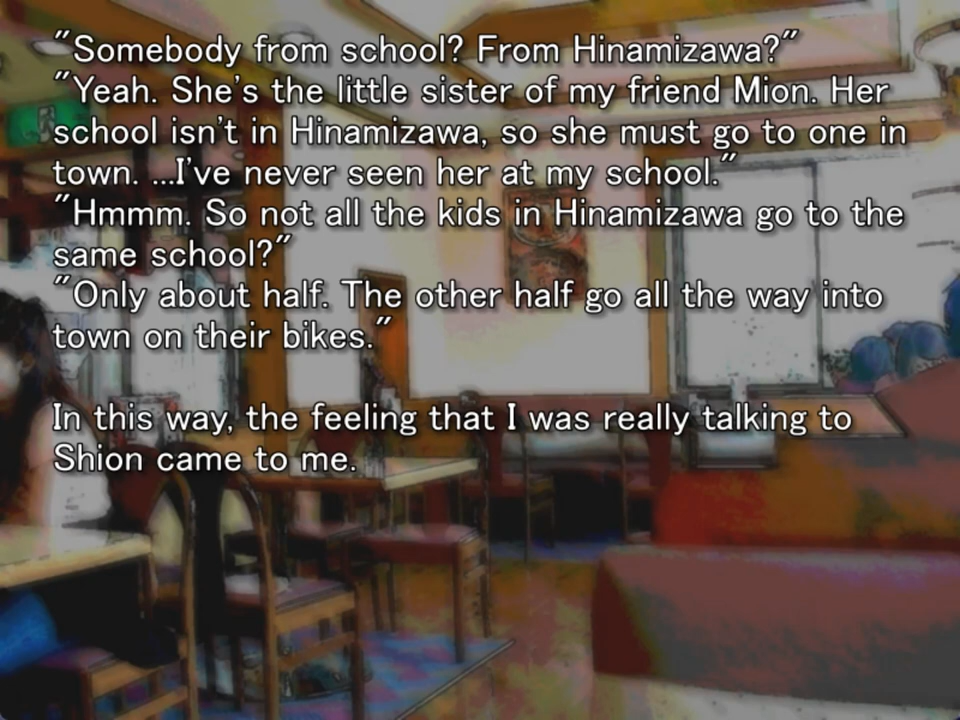 "Somebody from school? From Hinamizawa?"
"Yeah. She's the little sister of my friend Mion. Her
school isn't in Hinamizawa, so she must go to one in
town. ...I've never seen her at my school."
"Hmmm. So not all the kids in Hinamizawa go to the
same school?"
"Only about half. The other half go all the way into
town on their bikes."
In this way, the feeling that I was really talking to
Shion came to me.